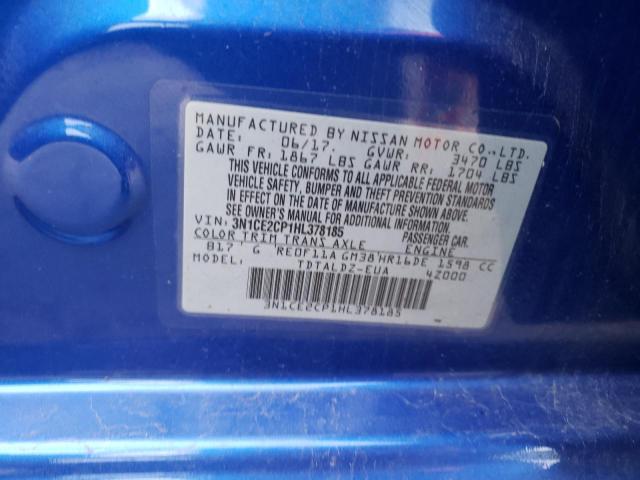 MANUFACTURED BY NISSAN MOTOR CO., LTD.
DATE: 06/17. GVWR: 3470 LBS
GAWR FR: 1867 LBS GAWR RR: 1704 LBS
THIS VEHICLE CONFORMS TO ALL APPLICABLE FEDERAL MOTOR
VEHICLE SAFETY, BUMPER AND THEFT PREVENTION STANDARDS
IN EFFECT ON THE DATE OF MANUFACTURE SHOWN ABOVE.
SEE OWNER'S MANUAL FOR ADDITIONAL INFORMATION
VIN: 3N1CE2CP1HL378185 PASSENGER CAR
COLOR TRIM TRANS AXLE ENGINE
B17 G RE0F11A GM38 HR16DE 1598 CC
TDTALDZ-EUA 42000
3N1CE2CP1HL378185